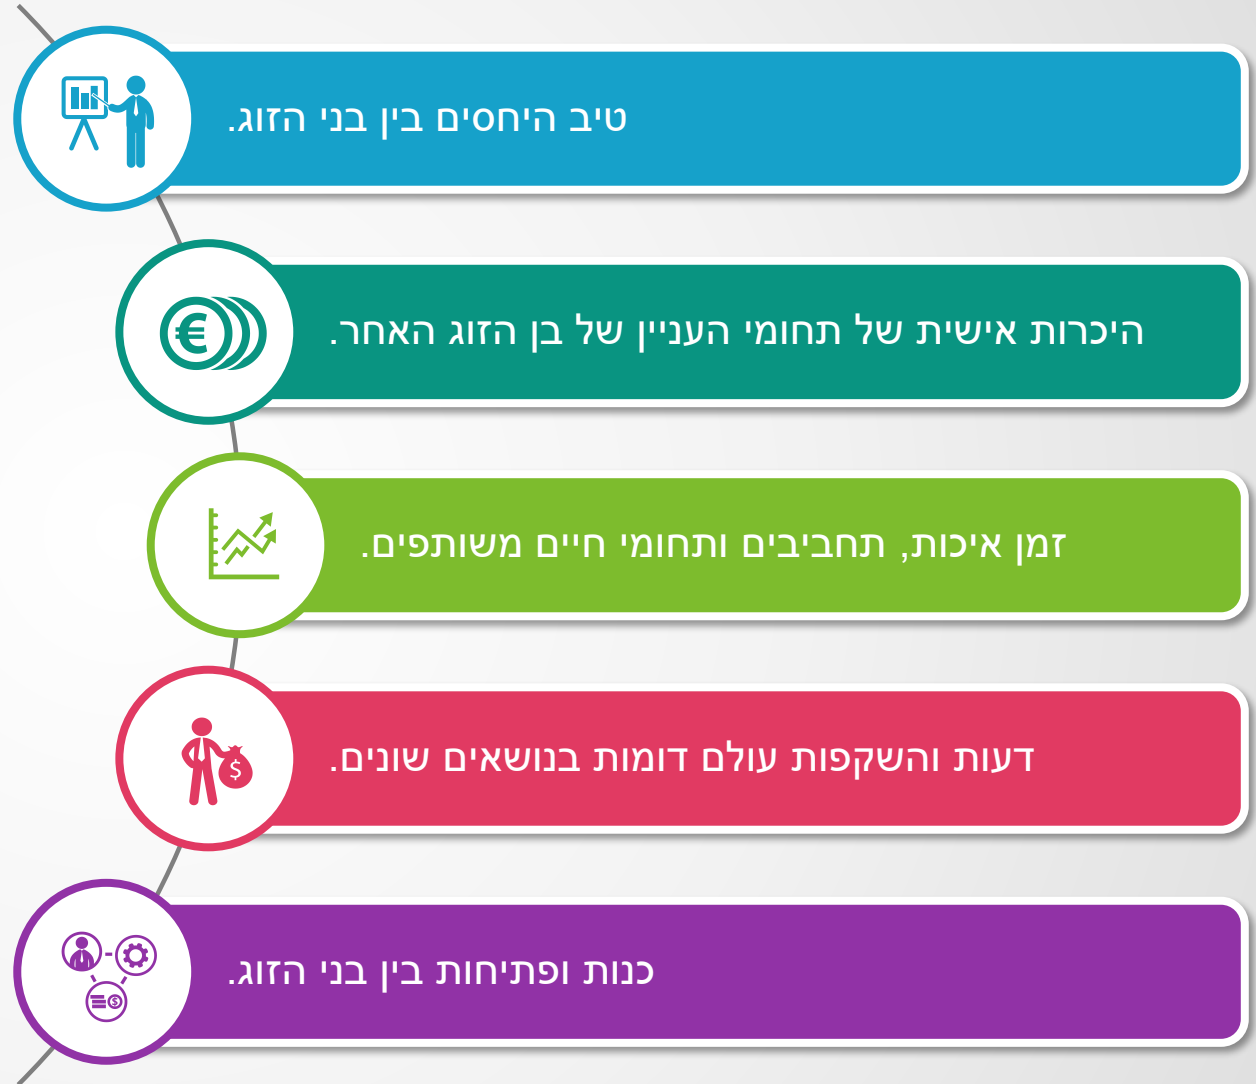 טיב היחסים בין בני הזוג.
היכרות אישית של תחומי העניין של בן הזוג האחר.
זמן איכות, תחביבים ותחומי חיים משותפים.
דעות והשקפות עולם דומות בנושאים שונים.
כנות ופתיחות בין בני הזוג.